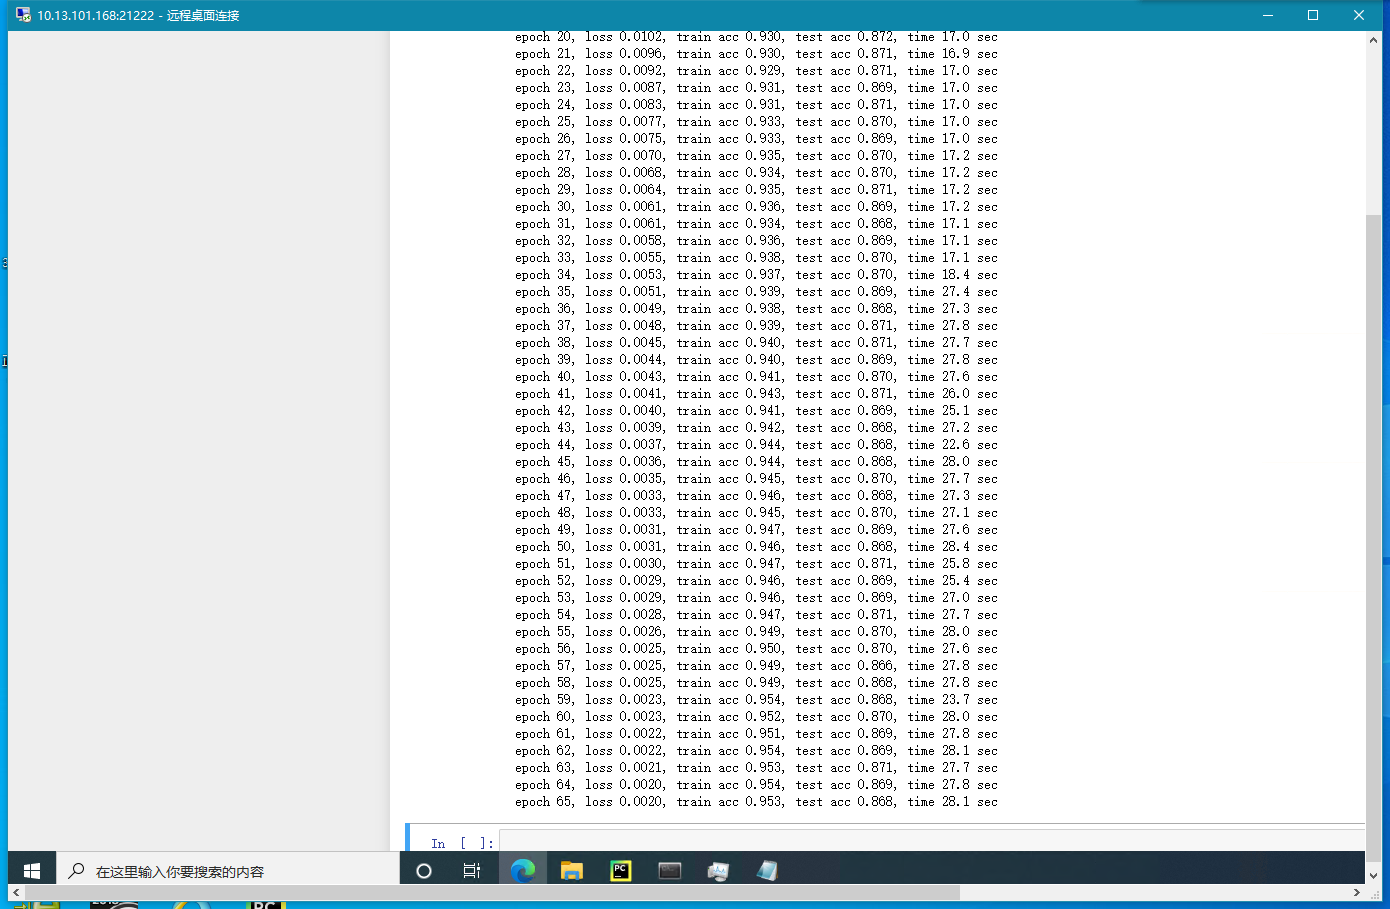 10.13.101.168:21222 - 远程桌面连接
epoch 20, loss 0.0102, train acc 0.930, test acc 0.872, time 17.0 sec
epoch 21, loss 0.0096, train acc 0.930, test acc 0.871, time 16.9 sec
epoch 22, loss 0.0092, train acc 0.929, test acc 0.871, time 17.0 sec
epoch 23, loss 0.0087, train acc 0.931, test acc 0.869, time 17.0 sec
epoch 24, loss 0.0083, train acc 0.931, test acc 0.871, time 17.0 sec
epoch 25, loss 0.0077, train acc 0.933, test acc 0.870, time 17.0 sec
epoch 26, loss 0.0075, train acc 0.933, test acc 0.869, time 17.0 sec
epoch 27, loss 0.0070, train acc 0.935, test acc 0.870, time 17.2 sec
epoch 28, loss 0.0068, train acc 0.934, test acc 0.870, time 17.2 sec
epoch 29, loss 0.0064, train acc 0.935, test acc 0.871, time 17.2 sec
epoch 30, loss 0.0061, train acc 0.936, test acc 0.869, time 17.2 sec
epoch 31, loss 0.0061, train acc 0.934, test acc 0.868, time 17.1 sec
epoch 32, loss 0.0058, train acc 0.936, test acc 0.869, time 17.1 sec
epoch 33, loss 0.0055, train acc 0.938, test acc 0.870, time 17.1 sec
epoch 34, loss 0.0053, train acc 0.937, test acc 0.870, time 18.4 sec
epoch 35, loss 0.0051, train acc 0.939, test acc 0.869, time 27.4 sec
epoch 36, loss 0.0049, train acc 0.938, test acc 0.868, time 27.3 sec
epoch 37, loss 0.0048, train acc 0.939, test acc 0.871, time 27.8 sec
epoch 38, loss 0.0045, train acc 0.940, test acc 0.871, time 27.7 sec
epoch 39, loss 0.0044, train acc 0.940, test acc 0.869, time 27.8 sec
epoch 40, loss 0.0043, train acc 0.941, test acc 0.870, time 27.6 sec
epoch 41, loss 0.0041, train acc 0.943, test acc 0.871, time 26.0 sec
epoch 42, loss 0.0040, train acc 0.941, test acc 0.869, time 25.1 sec
epoch 43, loss 0.0039, train acc 0.942, test acc 0.868, time 27.2 sec
epoch 44, loss 0.0037, train acc 0.944, test acc 0.868, time 22.6 sec
epoch 45, loss 0.0036, train acc 0.944, test acc 0.868, time 28.0 sec
epoch 46, loss 0.0035, train acc 0.945, test acc 0.870, time 27.7 sec
epoch 47, loss 0.0033, train acc 0.946, test acc 0.868, time 27.3 sec
epoch 48, loss 0.0033, train acc 0.945, test acc 0.870, time 27.1 sec
epoch 49, loss 0.0031, train acc 0.947, test acc 0.869, time 27.6 sec
epoch 50, loss 0.0031, train acc 0.946, test acc 0.868, time 28.4 sec
epoch 51, loss 0.0030, train acc 0.947, test acc 0.871, time 25.8 sec
epoch 52, loss 0.0029, train acc 0.946, test acc 0.869, time 25.4 sec
epoch 53, loss 0.0029, train acc 0.946, test acc 0.869, time 27.0 sec
epoch 54, loss 0.0028, train acc 0.947, test acc 0.871, time 27.7 sec
epoch 55, loss 0.0026, train acc 0.949, test acc 0.870, time 28.0 sec
epoch 56, loss 0.0025, train acc 0.950, test acc 0.870, time 27.6 sec
epoch 57, loss 0.0025, train acc 0.949, test acc 0.866, time 27.8 sec
epoch 58, loss 0.0025, train acc 0.949, test acc 0.868, time 27.8 sec
epoch 59, loss 0.0023, train acc 0.954, test acc 0.868, time 23.7 sec
epoch 60, loss 0.0023, train acc 0.952, test acc 0.870, time 28.0 sec
epoch 61, loss 0.0022, train acc 0.951, test acc 0.869, time 27.8 sec
epoch 62, loss 0.0022, train acc 0.954, test acc 0.869, time 28.1 sec
epoch 63, loss 0.0021, train acc 0.953, test acc 0.871, time 27.7 sec
epoch 64, loss 0.0020, train acc 0.954, test acc 0.869, time 27.8 sec
epoch 65, loss 0.0020, train acc 0.953, test acc 0.868, time 28.1 sec
In [ ]:
在这里输入你要搜索的内容
PC
PC